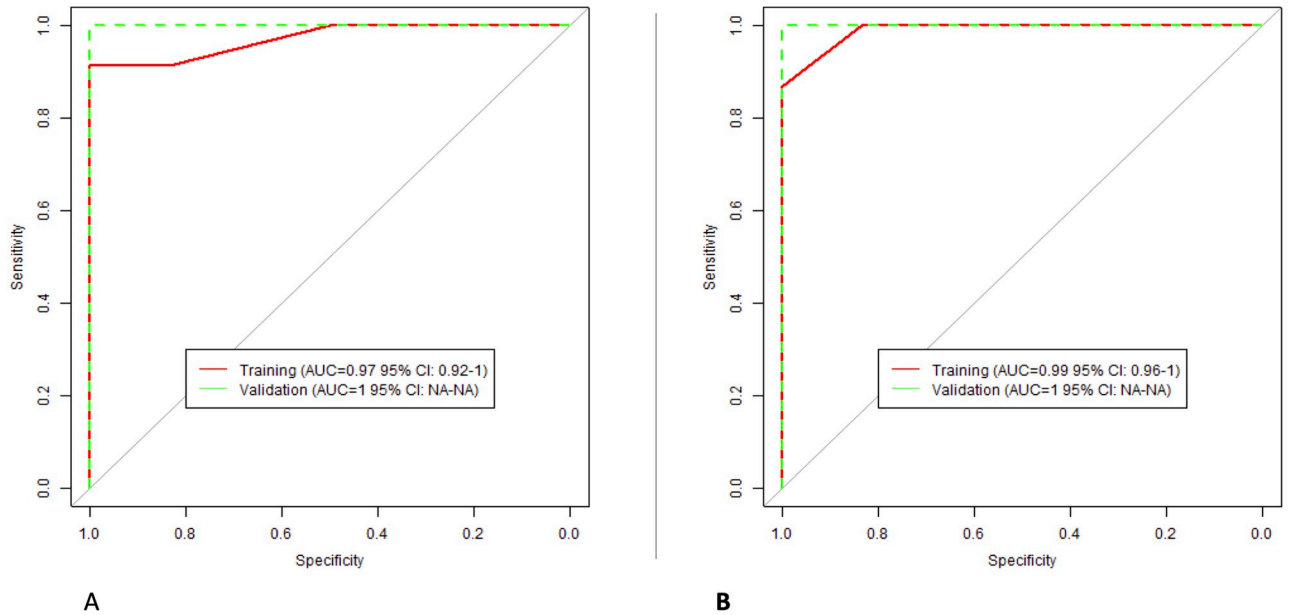 1.0
0.8
0.6
0.4
0.2
0.0
Sensitivity
Training (AUC=0.97 95% CI: 0.92-1)
Validation (AUC=1 95% CI: NA-NA)
1.0 0.8 0.6 0.4 0.2 0.0
Specificity
A
1.0
0.8
0.6
0.4
0.2
0.0
Sensitivity
Training (AUC=0.99 95% CI: 0.96-1)
Validation (AUC=1 95% CI: NA-NA)
1.0 0.8 0.6 0.4 0.2 0.0
Specificity
B